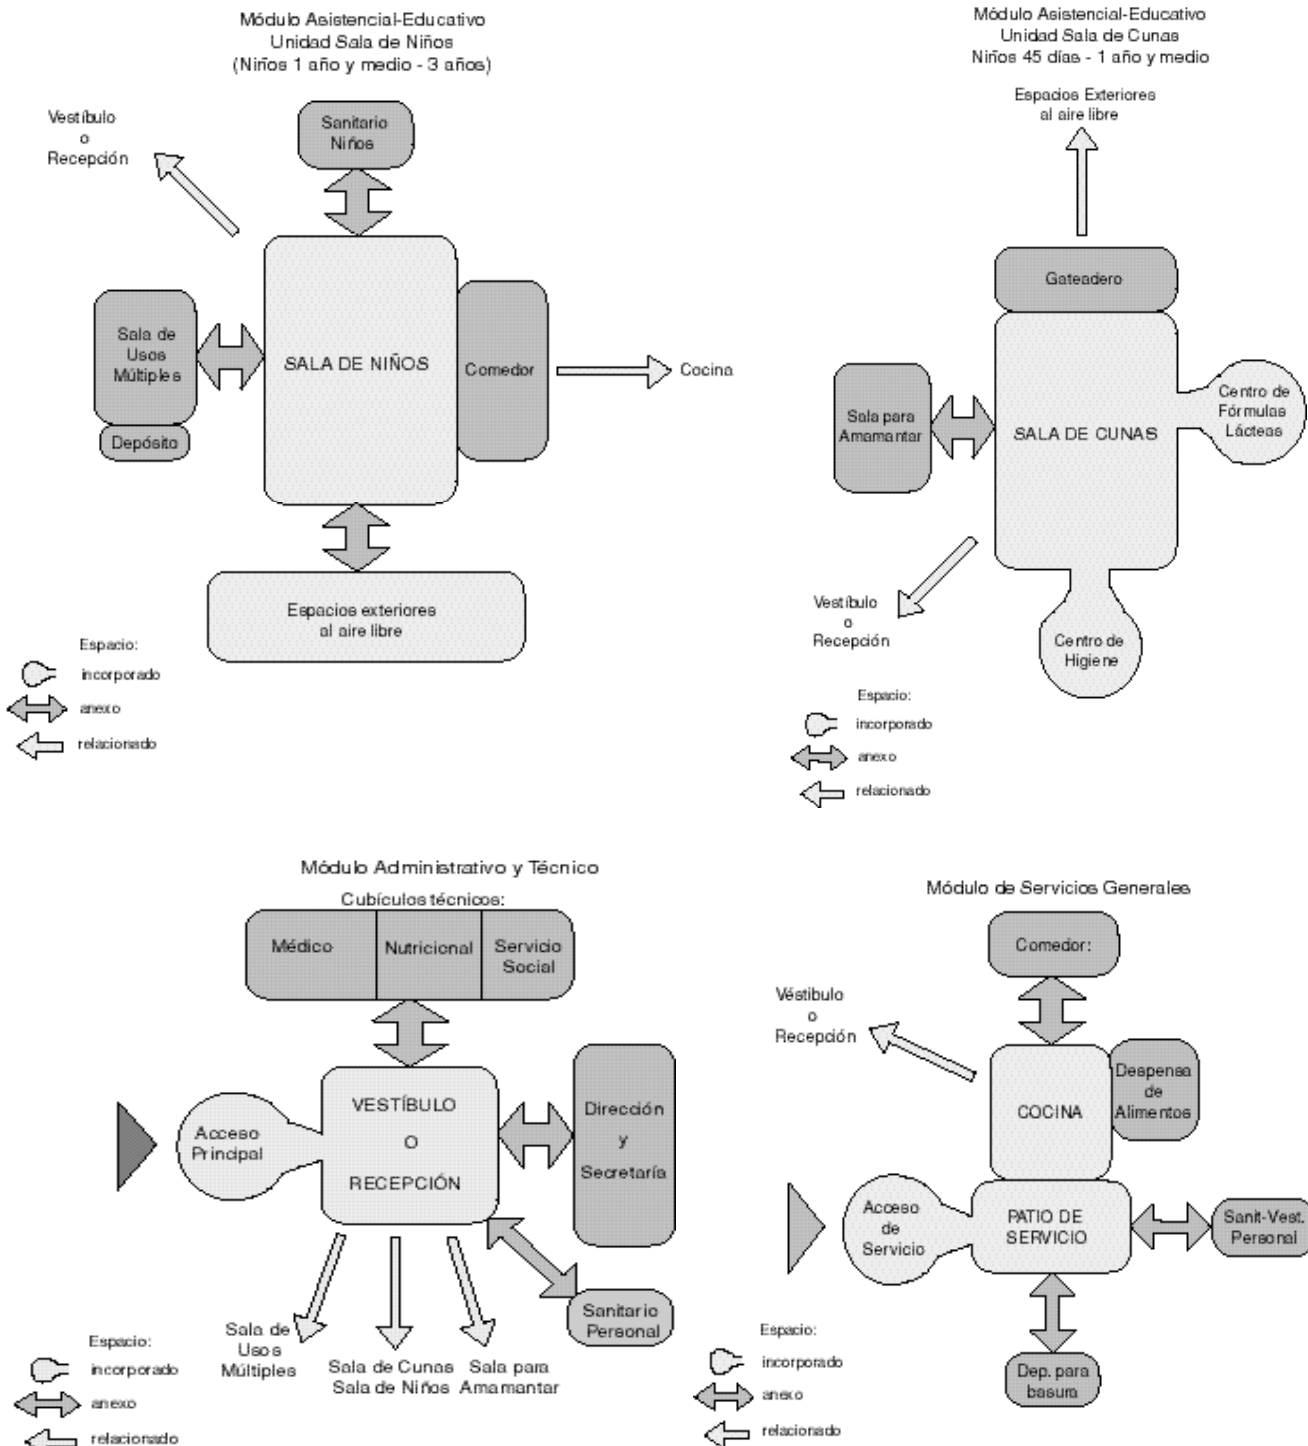 Módulo Asistencial-Educativo
Unidad Sala de Niños
(Niños 1 año y medio - 3 años)
Vestíbulo
o
Recepción
Sanitario
Niños
Sala de
Usos
Múltiples
Depósito
SALA DE NIÑOS
Comedor
Cocina
Espacios exteriores
al aire libre
Espacio:
incorporado
anexo
relacionado
Módulo Asistencial-Educativo
Unidad Sala de Cunas
Niños 45 días - 1 año y medio
Espacios Exteriores
al aire libre
Gateadero
Sala para
Amamantar
SALA DE CUNAS
Centro de
Fórmulas
Lácteas
Vestíbulo
o
Recepción
Centro de
Higiene
Espacio:
incorporado
anexo
relacionado
Módulo Administrativo y Técnico
Cubículos técnicos:
Médico
Nutricional
Servicio
Social
Acceso
Principal
VESTÍBULO
O
RECEPCIÓN
Dirección
y
Secretaría
Sala de
Usos
Múltiples
Sala de Cunas
Sala de Niños
Sala para
Amamantar
Sanitario
Personal
Espacio:
incorporado
anexo
relacionado
Módulo de Servicios Generales
Comedor:
Véstibulo
o
Recepción
COCINA
Despensa
de
Alimentos
Acceso
de
Servicio
PATIO DE
SERVICIO
Sanit-Vest.
Personal
Dep. para
basura
Espacio:
incorporado
anexo
relacionado